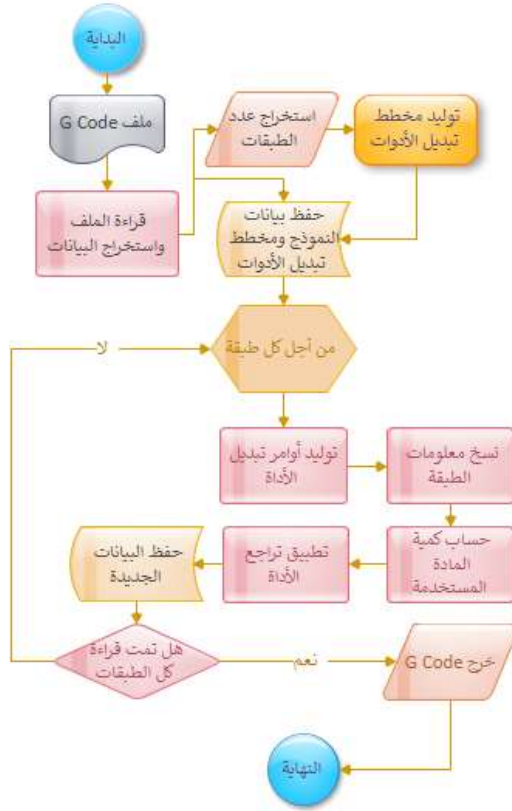 البداية
ملف G Code
قراءة الملف
واستخراج البيانات
استخراج عدد
الطبقات
توليد مخطط
تبديل الأدوات
حفظ بيانات
النموذج ومخطط
تبديل الأدوات
من أجل كل طبقة
لا
توليد أوامر تبديل
الأداة
نسخ معلومات
الطبقة
حساب كمية
المادة
المستخدمة
تطبيق تراجع
الأداة
حفظ البيانات
الجديدة
هل تمت قراءة
كل الطبقات
نعم
خرج G Code
النهاية